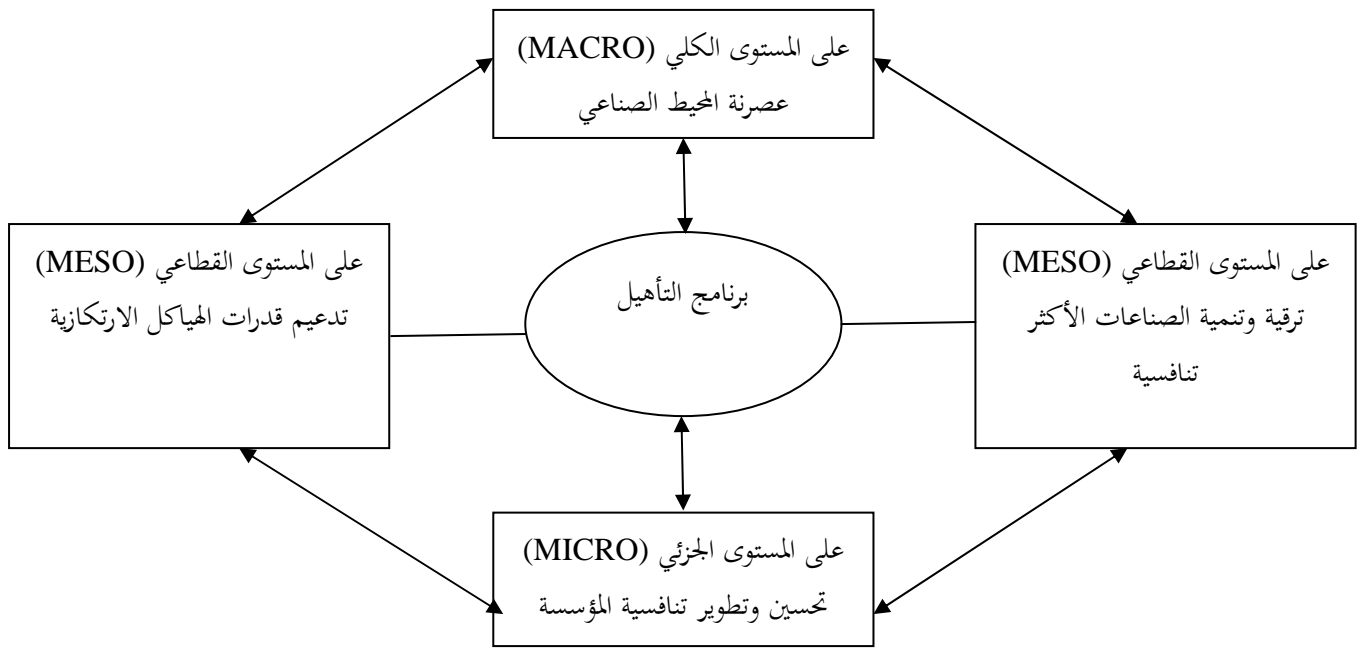 على المستوى الكلي (MACRO)
عصرنة المحيط الصناعي
على المستوى القطاعي (MESO)
ترقية وتنمية الصناعات الأكثر
تنافسية
برنامج التأهيل
على المستوى القطاعي (MESO)
تدعيم قدرات الهياكل الارتكازية
على المستوى الجزئي (MICRO)
تحسين وتطوير تنافسية المؤسسة